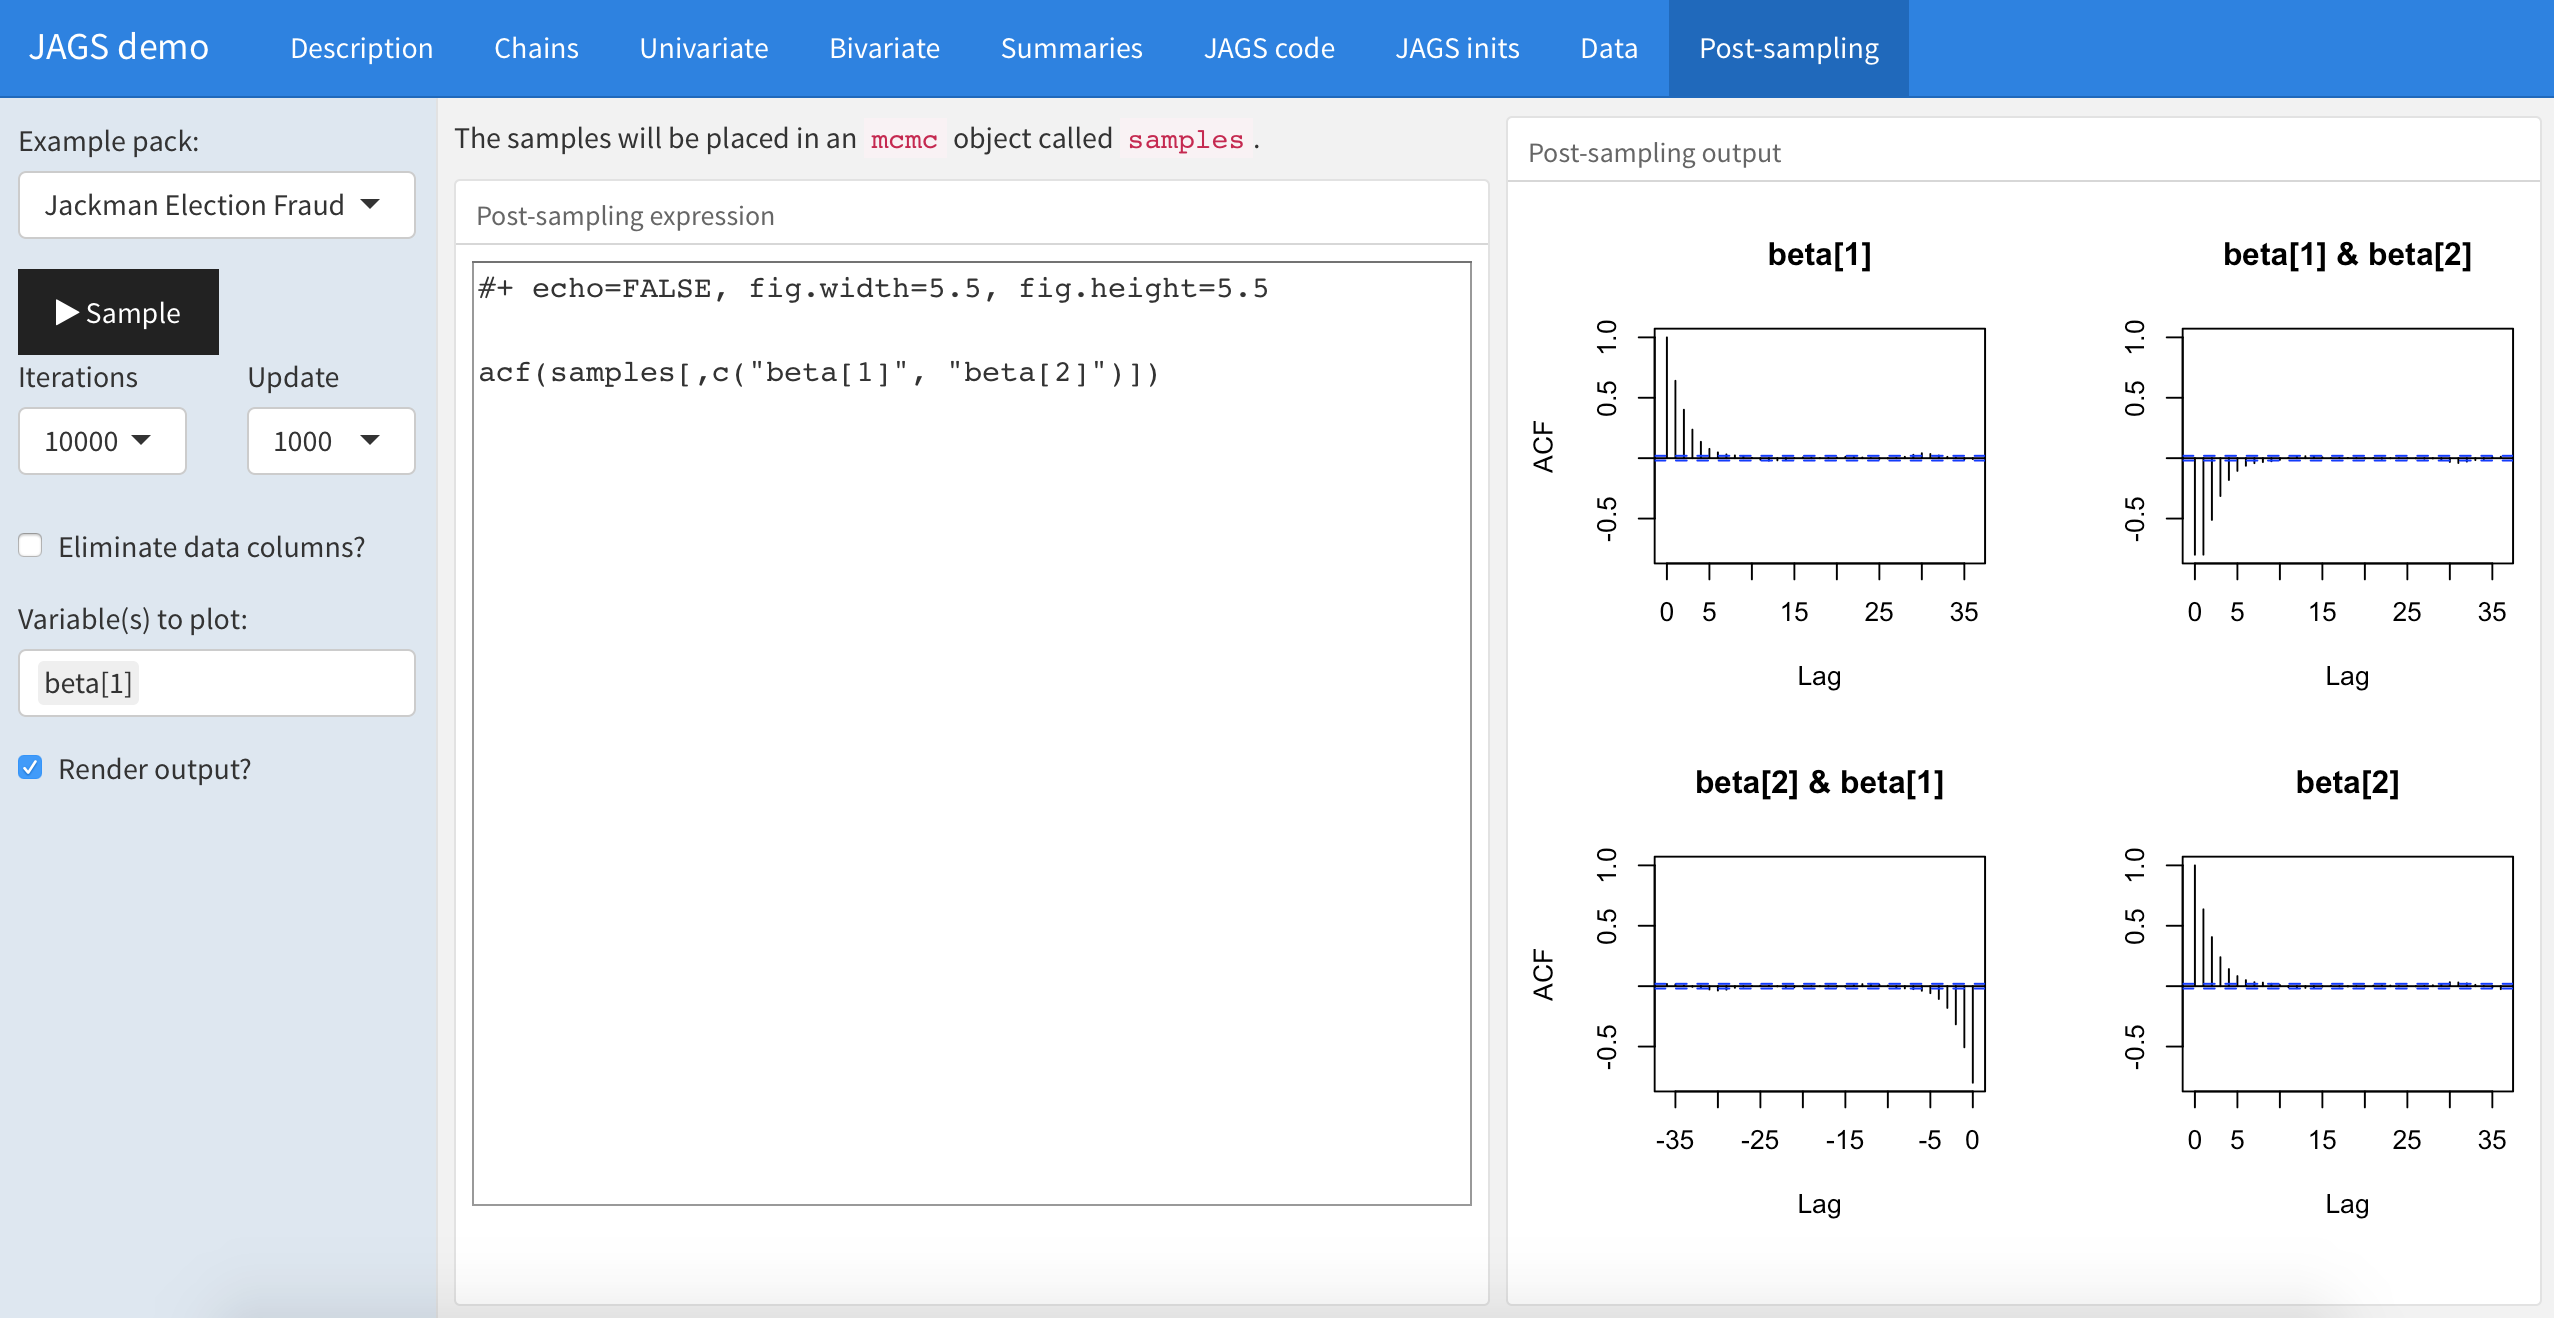 JAGS demo Description Chains Univariate Bivariate Summaries JAGS code JAGS inits Data Post-sampling
Example pack:
Jackman Election Fraud
Sample
Iterations Update
10000 1000
Eliminate data columns?
Variable(s) to plot:
beta[1]
Render output?
The samples will be placed in an mcmc object called samples.
Post-sampling expression
#+ echo=FALSE, fig.width=5.5, fig.height=5.5
acf(samples[,c("beta[1]", "beta[2]")])
Post-sampling output
beta[1]
ACF
1.0
0.5
-0.5
0 5 15 25 35
Lag
beta[1] & beta[2]
1.0
0.5
-0.5
0 5 15 25 35
Lag
beta[2] & beta[1]
ACF
1.0
0.5
-0.5
-35 -25 -15 -5 0
Lag
beta[2]
1.0
0.5
-0.5
0 5 15 25 35
Lag